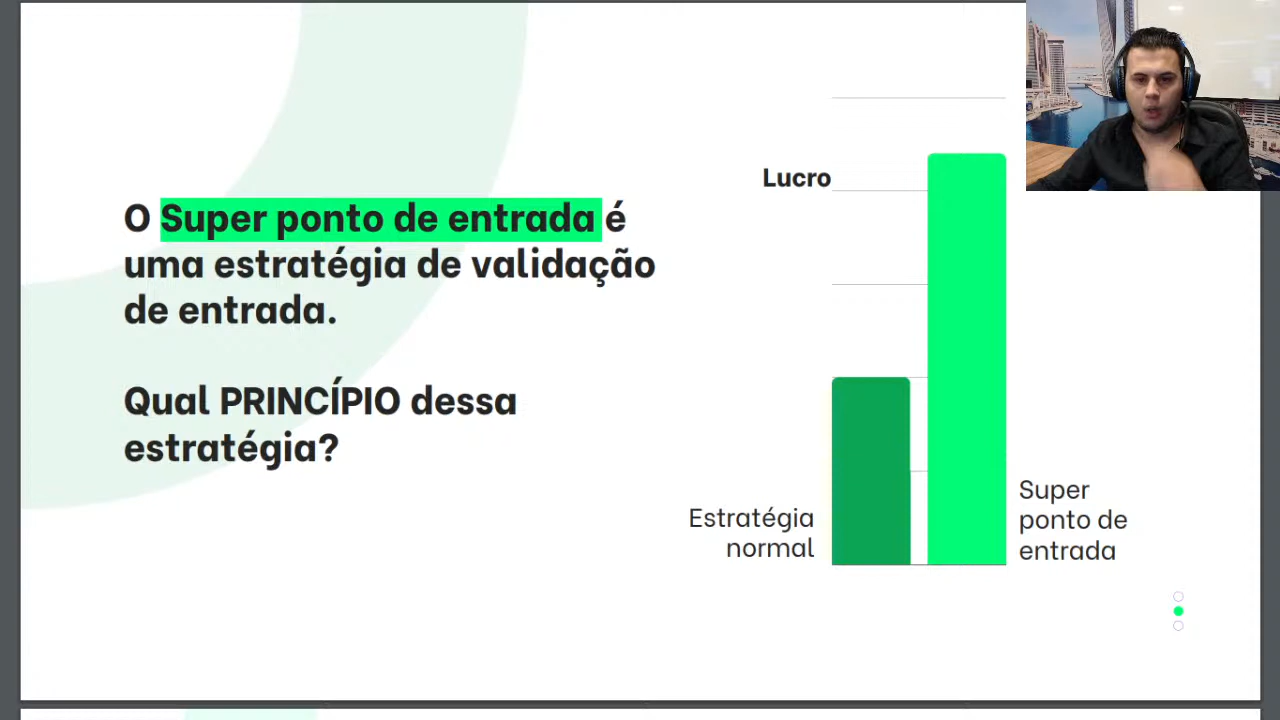 O Super ponto de entrada é
uma estratégia de validação
de entrada.
Qual PRINCÍPIO dessa
estratégia?
Lucro
Estratégia
normal
Super
ponto de
entrada